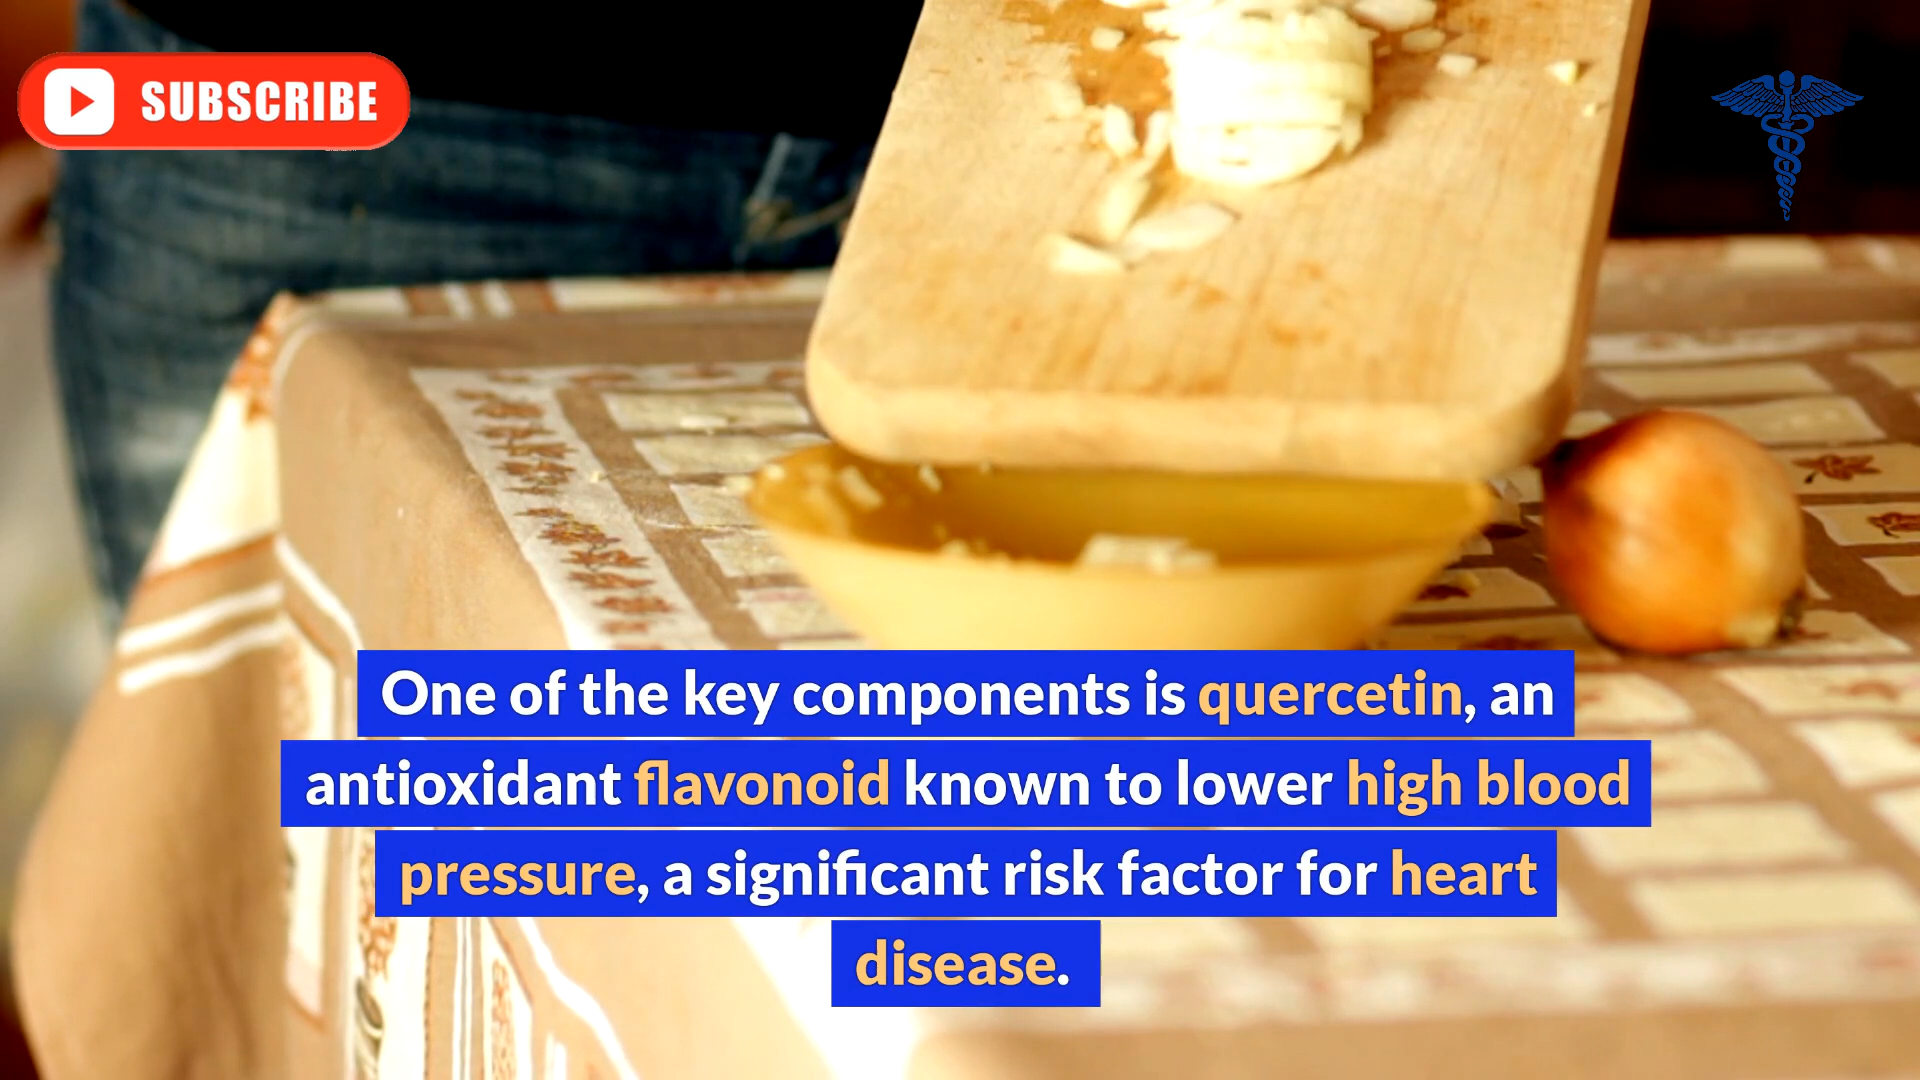 SUBSCRIBE
One of the key components is quercetin, an
antioxidant flavonoid known to lower high blood
pressure, a significant risk factor for heart
disease.